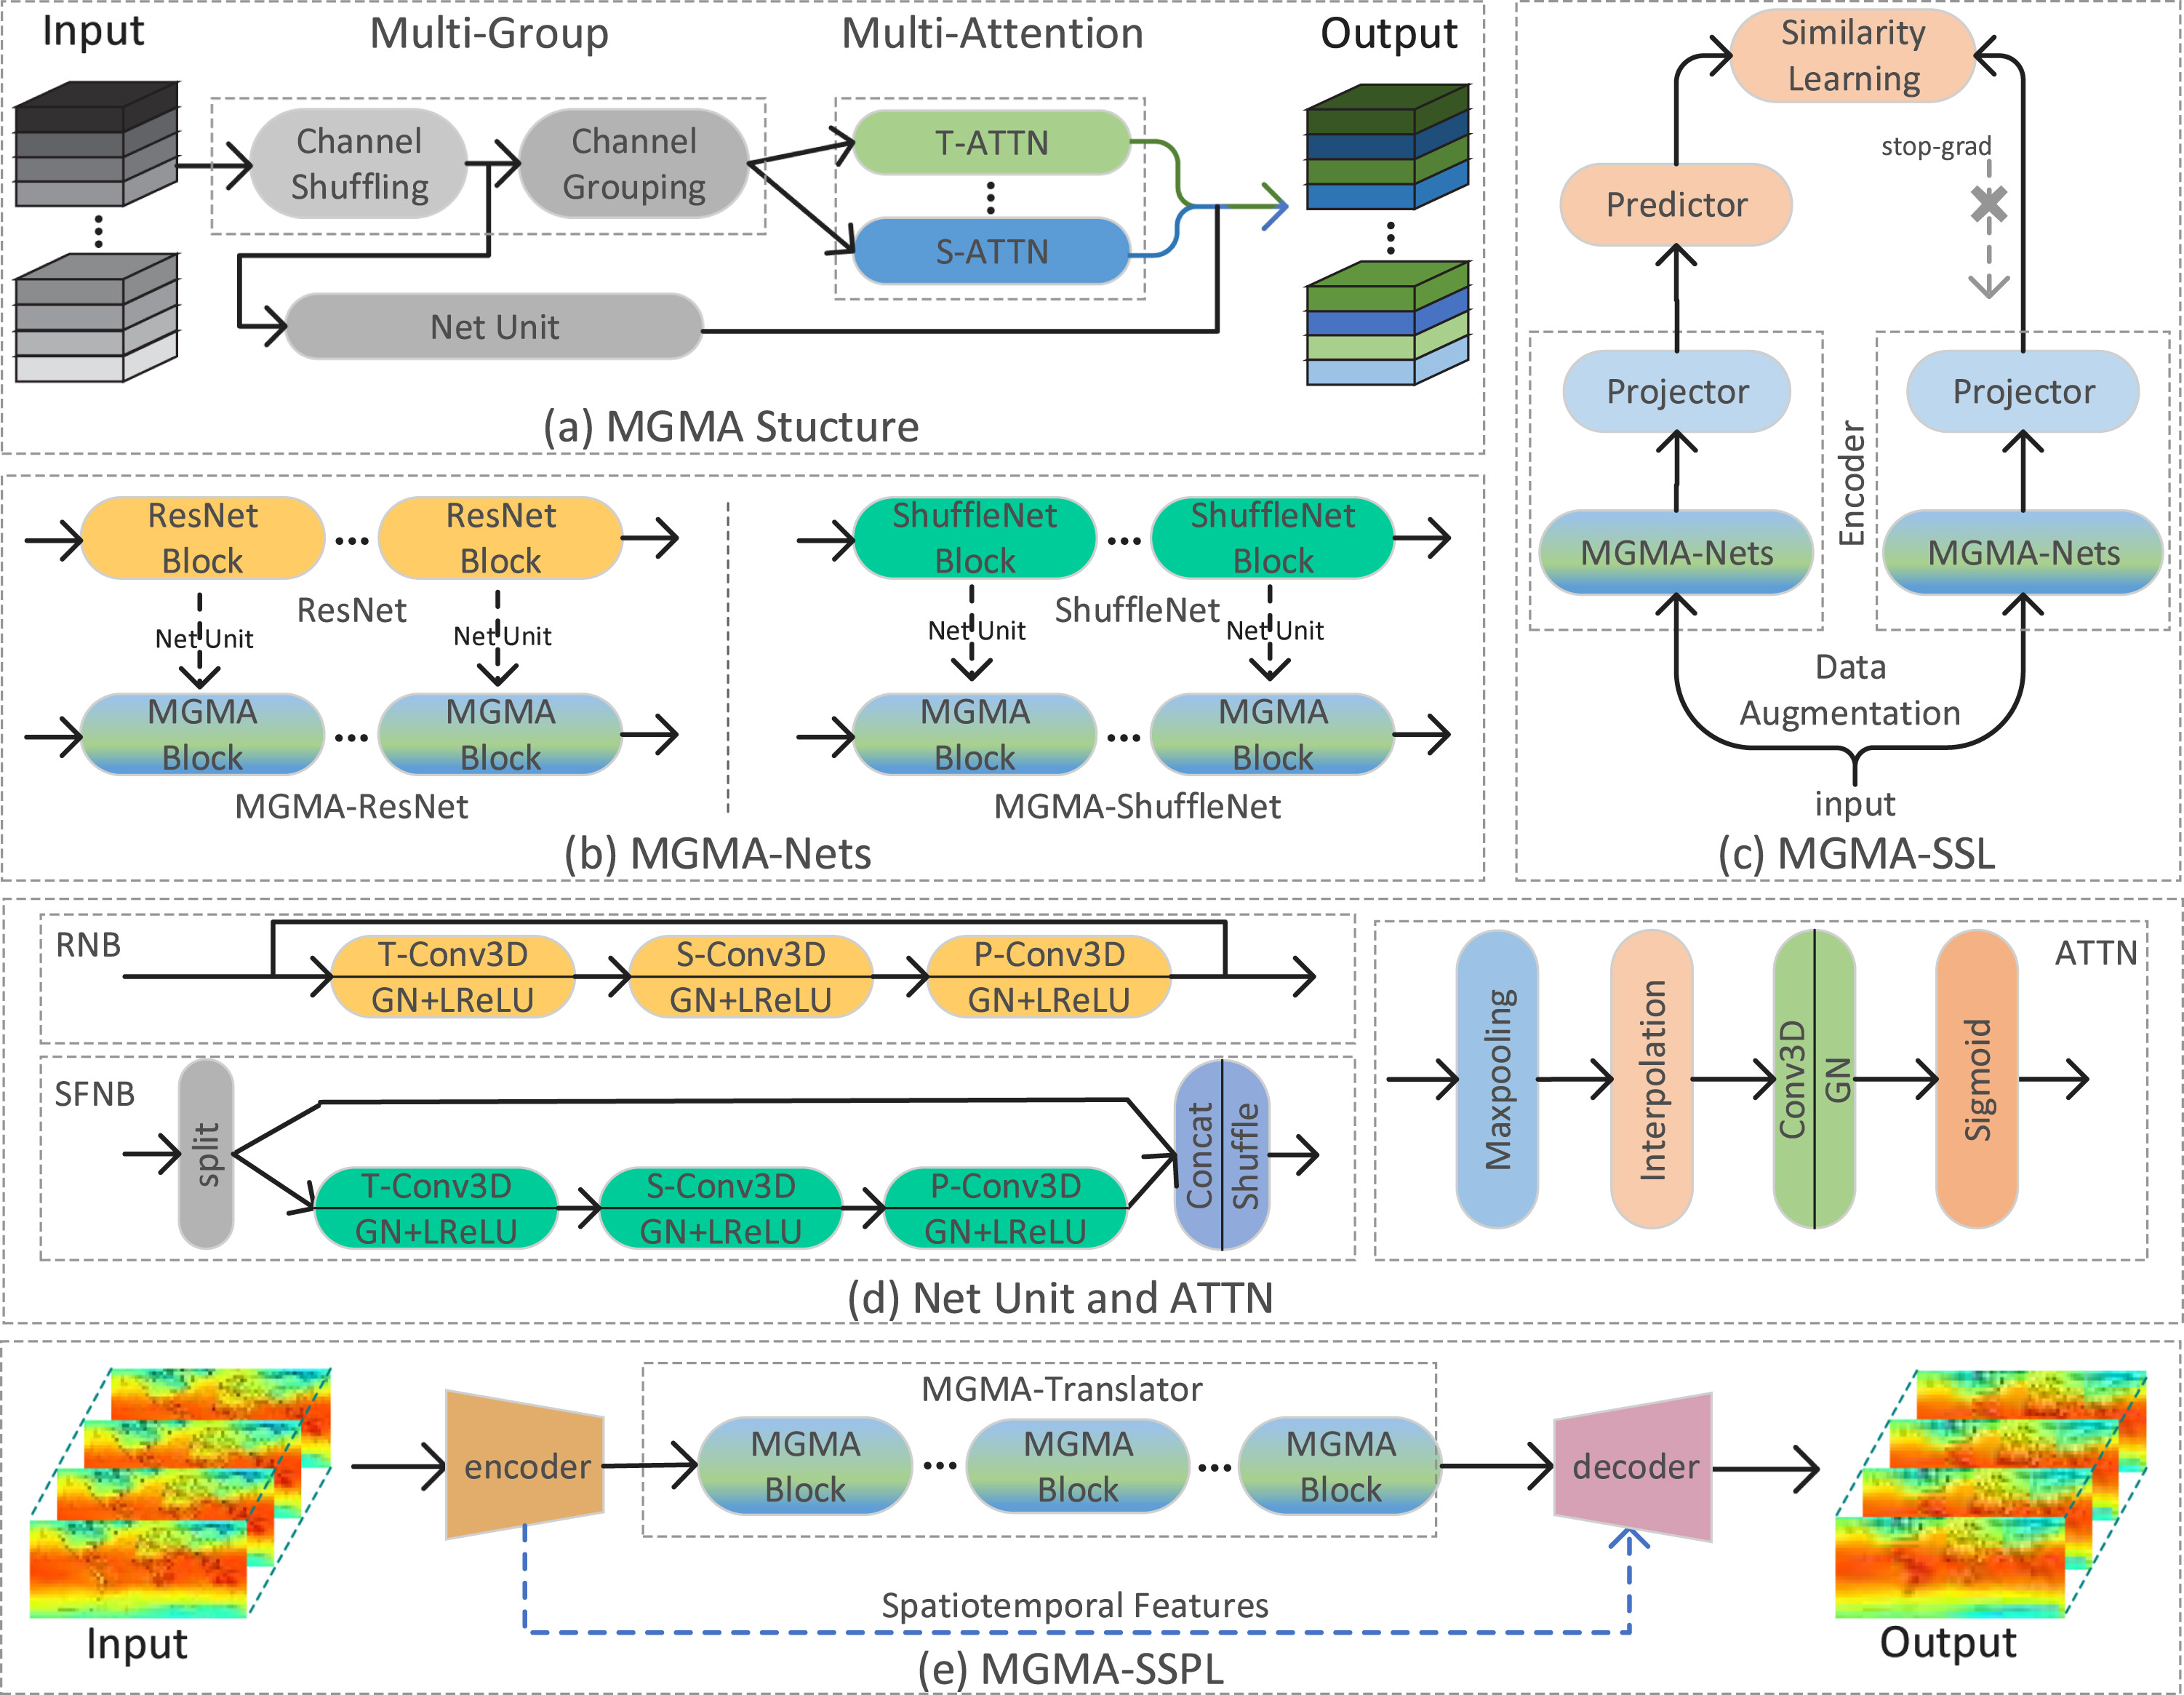 Input
Multi-Group
Multi-Attention
Output
Channel
Shuffling
Channel
Grouping
T-ATTN
S-ATTN
Net Unit
(a) MGMA Stucture
ResNet
Block
ResNet
Block
ShuffleNet
Block
ShuffleNet
Block
ResNet
ShuffleNet
Net Unit
Net Unit
Net Unit
Net Unit
MGMA
Block
MGMA
Block
MGMA
Block
MGMA
Block
MGMA-ResNet
MGMA-ShuffleNet
(b) MGMA-Nets
Similarity
Learning
stop-grad
Predictor
Projector
Projector
Encoder
MGMA-Nets
MGMA-Nets
Data
Augmentation
input
(c) MGMA-SSL
RNB
T-Conv3D
GN+LReLU
S-Conv3D
GN+LReLU
P-Conv3D
GN+LReLU
SFNB
split
T-Conv3D
GN+LReLU
S-Conv3D
GN+LReLU
P-Conv3D
GN+LReLU
Concat
Shuffle
ATTN
Maxpooling
Interpolation
Conv3D
GN
Sigmoid
(d) Net Unit and ATTN
MGMA-Translator
encoder
MGMA
Block
MGMA
Block
MGMA
Block
decoder
Spatiotemporal Features
Input
Output
(e) MGMA-SSPL